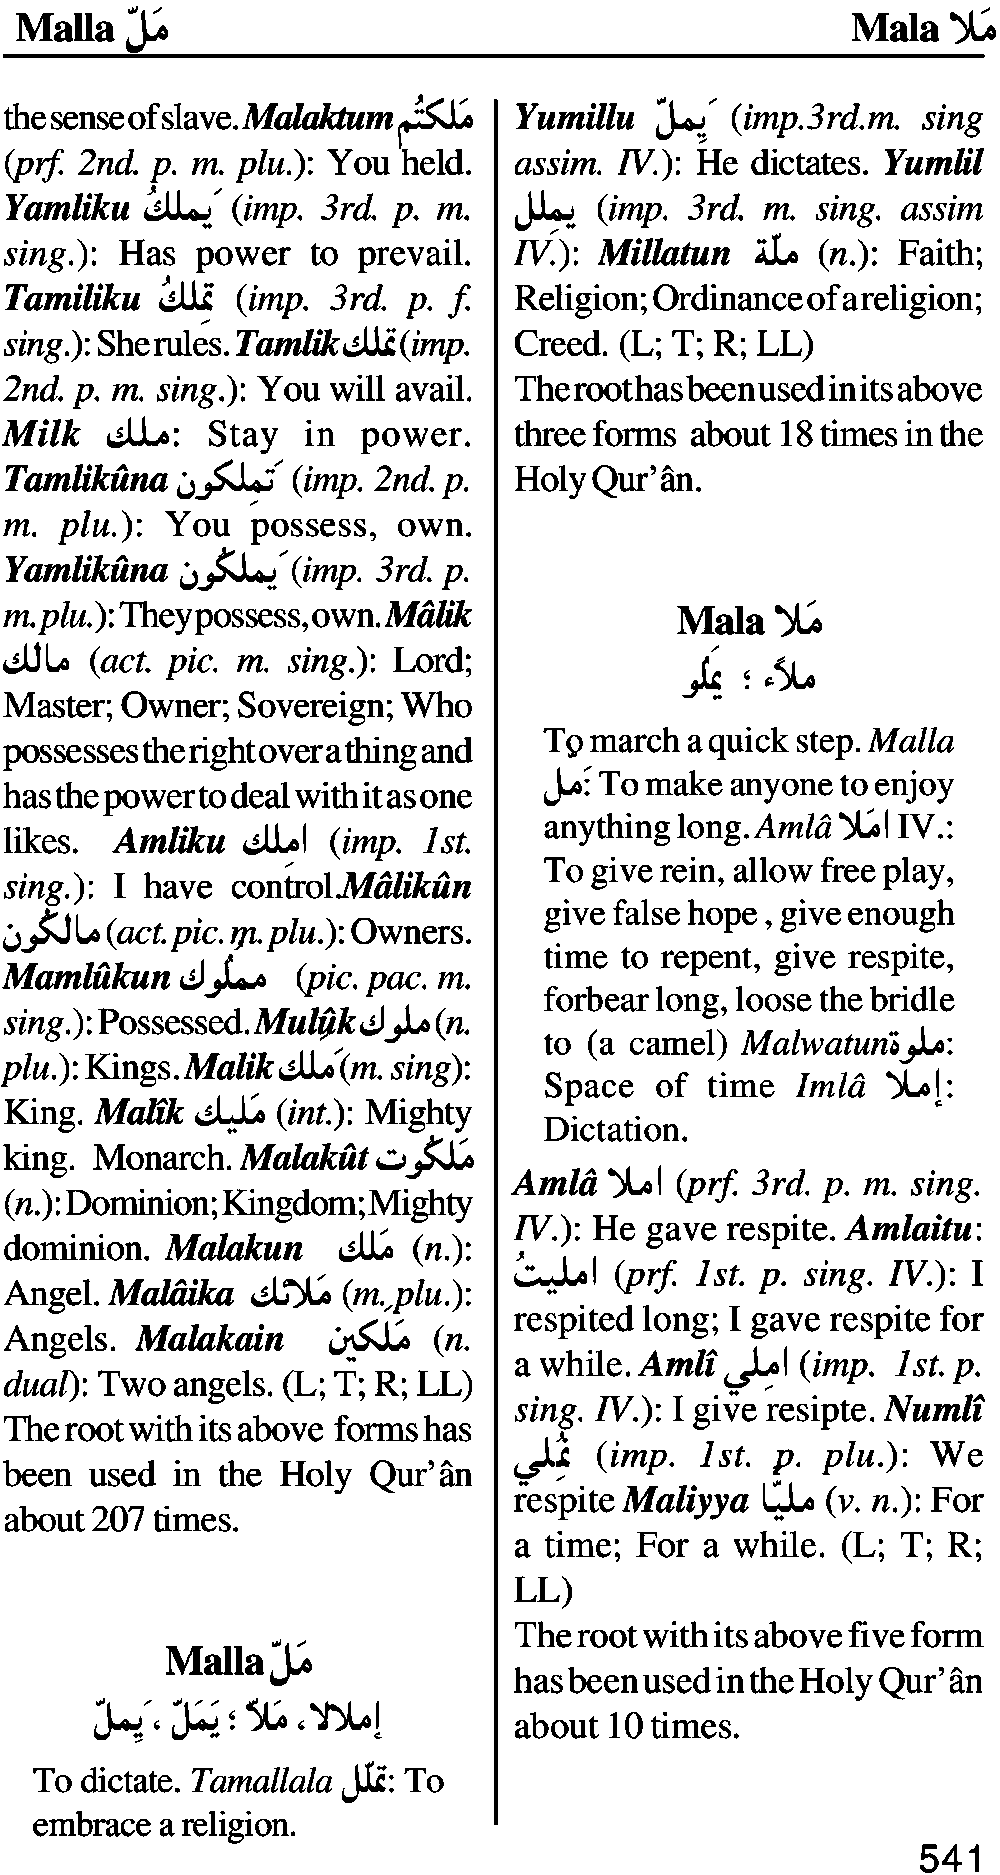 Malla مَلّ
Mala مَلا
the sense of slave. Malaktum مَلَكتُم
(prf. 2nd. p. m. plu.): You held.
Yamliku يَملِكُ (imp. 3rd. p. m.
sing.): Has power to prevail.
Tamiliku تَملِكُ (imp. 3rd. p. f.
sing.): She rules. Tamlik تملك (imp.
2nd. p. m. sing.): You will avail.
Milk ملك: Stay in power.
Tamlikûna تَملِكون (imp. 2nd. p.
m. plu.): You possess, own.
Yamlikûna يَملِكُون (imp. 3rd. p.
m. plu.): They possess, own. Mâlik
مالك (act. pic. m. sing.): Lord;
Master; Owner; Sovereign; Who
possesses the right over a thing and
has the power to deal with it as one
likes. Amliku املِك (imp. 1st.
sing.): I have control. Mâlikûn
مالِكُون (act. pic. m. plu.): Owners.
Mamlûkun مملُوك (pic. pac. m.
sing.): Possessed. Mulûk ملوك (n.
plu.): Kings. Malik مَلِك (m. sing):
King. Malîk مَليك (int.): Mighty
king. Monarch. Malakût مَلَكُوت
(n.): Dominion; Kingdom; Mighty
dominion. Malakun مَلَك (n.):
Angel. Malâika مَلائك (m., plu.):
Angels. Malakain مَلَكَين (n.
dual): Two angels. (L; T; R; LL)
The root with its above forms has
been used in the Holy Qur’ân
about 207 times.
Malla مَلّ
إملالا، مَلاّ ؛ يَمَلّ ، يَمِلّ
To dictate. Tamallala تملّل: To
embrace a religion.
Yumillu يَمِلّ (imp.3rd.m. sing
assim. IV.): He dictates. Yumlil
يملل (imp. 3rd. m. sing. assim
IV.): Millatun ملّة (n.): Faith;
Religion; Ordinance of a religion;
Creed. (L; T; R; LL)
The root has been used in its above
three forms about 18 times in the
Holy Qur’ân.
Mala مَلا
ملاًء ؛ يَملُو
To march a quick step. Malla
مَل: To make anyone to enjoy
anything long. Amlâ امَلا IV.:
To give rein, allow free play,
give false hope , give enough
time to repent, give respite,
forbear long, loose the bridle
to (a camel) Malwatun ملوة:
Space of time Imlâ إملا:
Dictation.
Amlâ املا (prf. 3rd. p. m. sing.
IV.): He gave respite. Amlaitu:
امليتُ (prf. 1st. p. sing. IV.): I
respited long; I gave respite for
a while. Amlî املِي (imp. 1st. p.
sing. IV.): I give resipte. Numlî
نُملي (imp. 1st. p. plu.): We
respite Maliyya مليّا (v. n.): For
a time; For a while. (L; T; R;
LL)
The root with its above five form
has been used in the Holy Qur’ân
about 10 times.
541